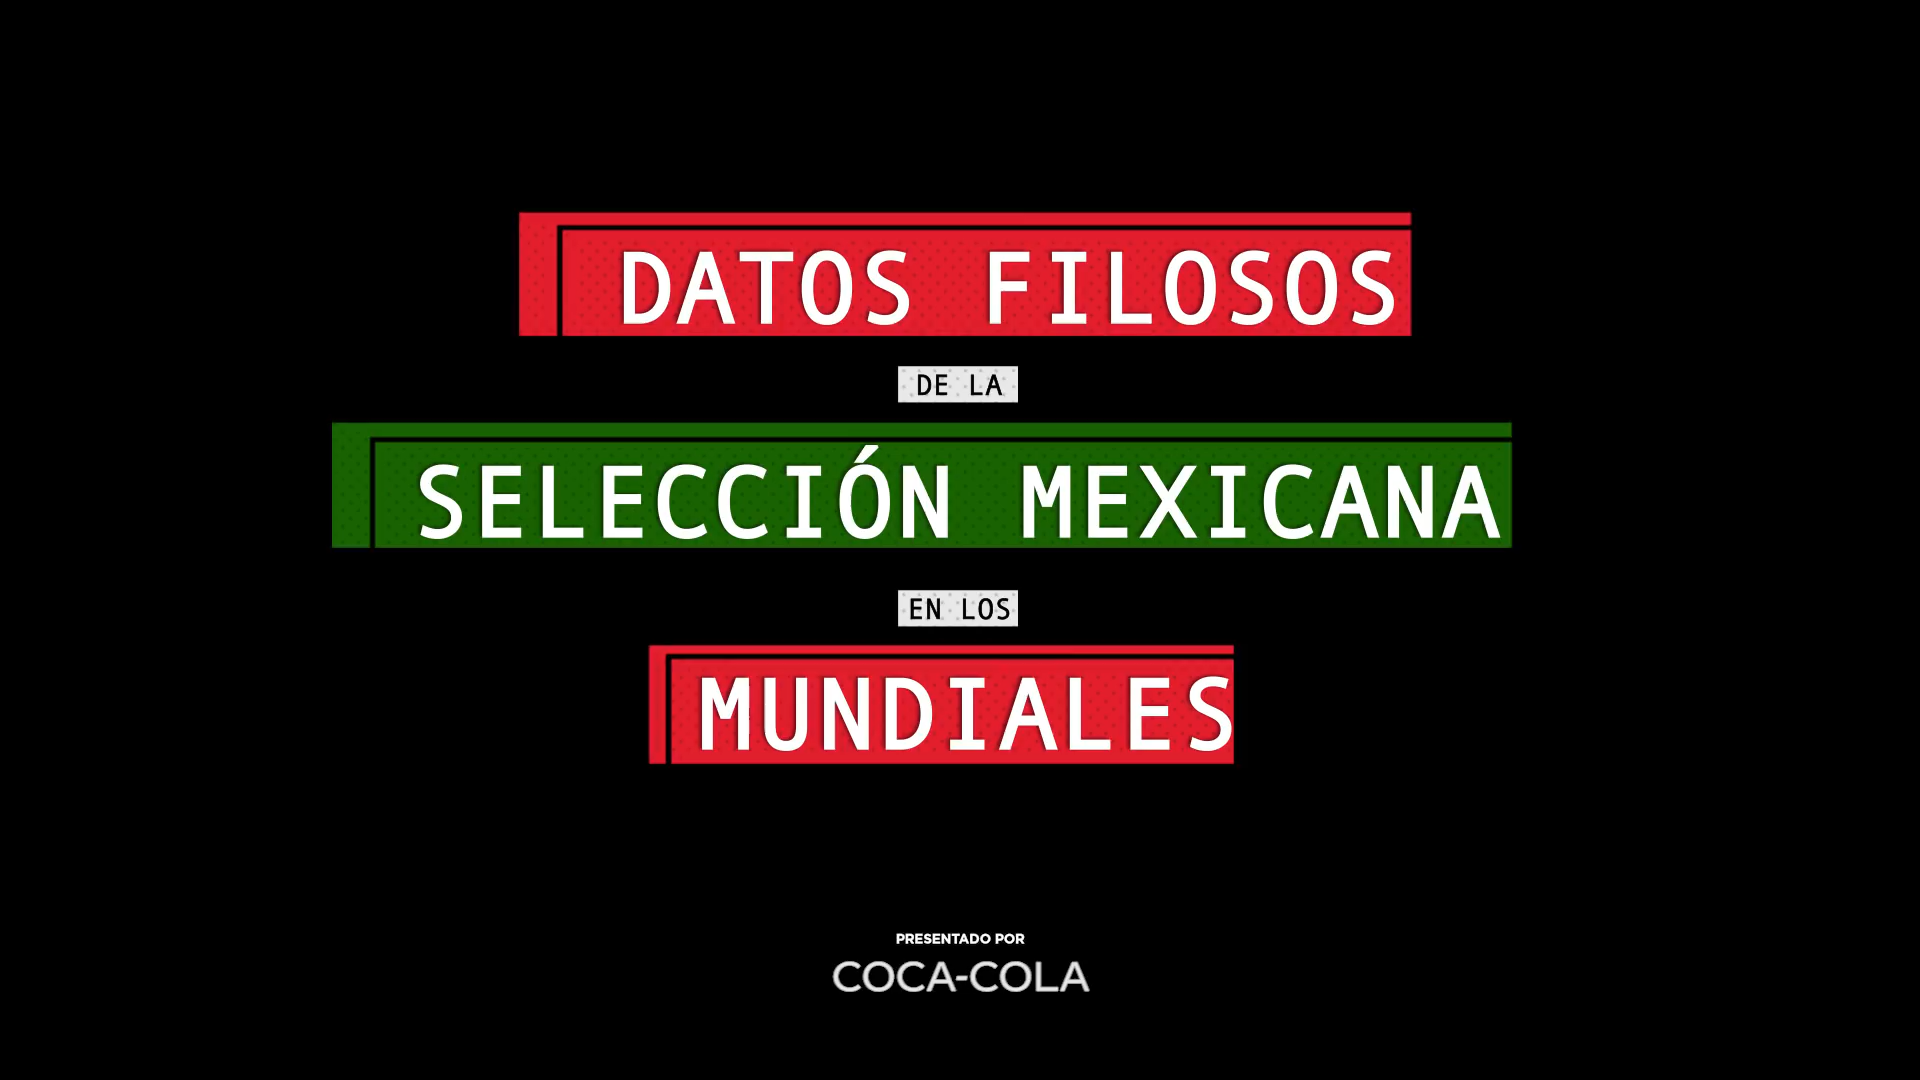 DATOS FILOSOS
DE LA
SELECCIÓN MEXICANA
EN LOS
MUNDIALES
PRESENTADO POR
COCA-COLA